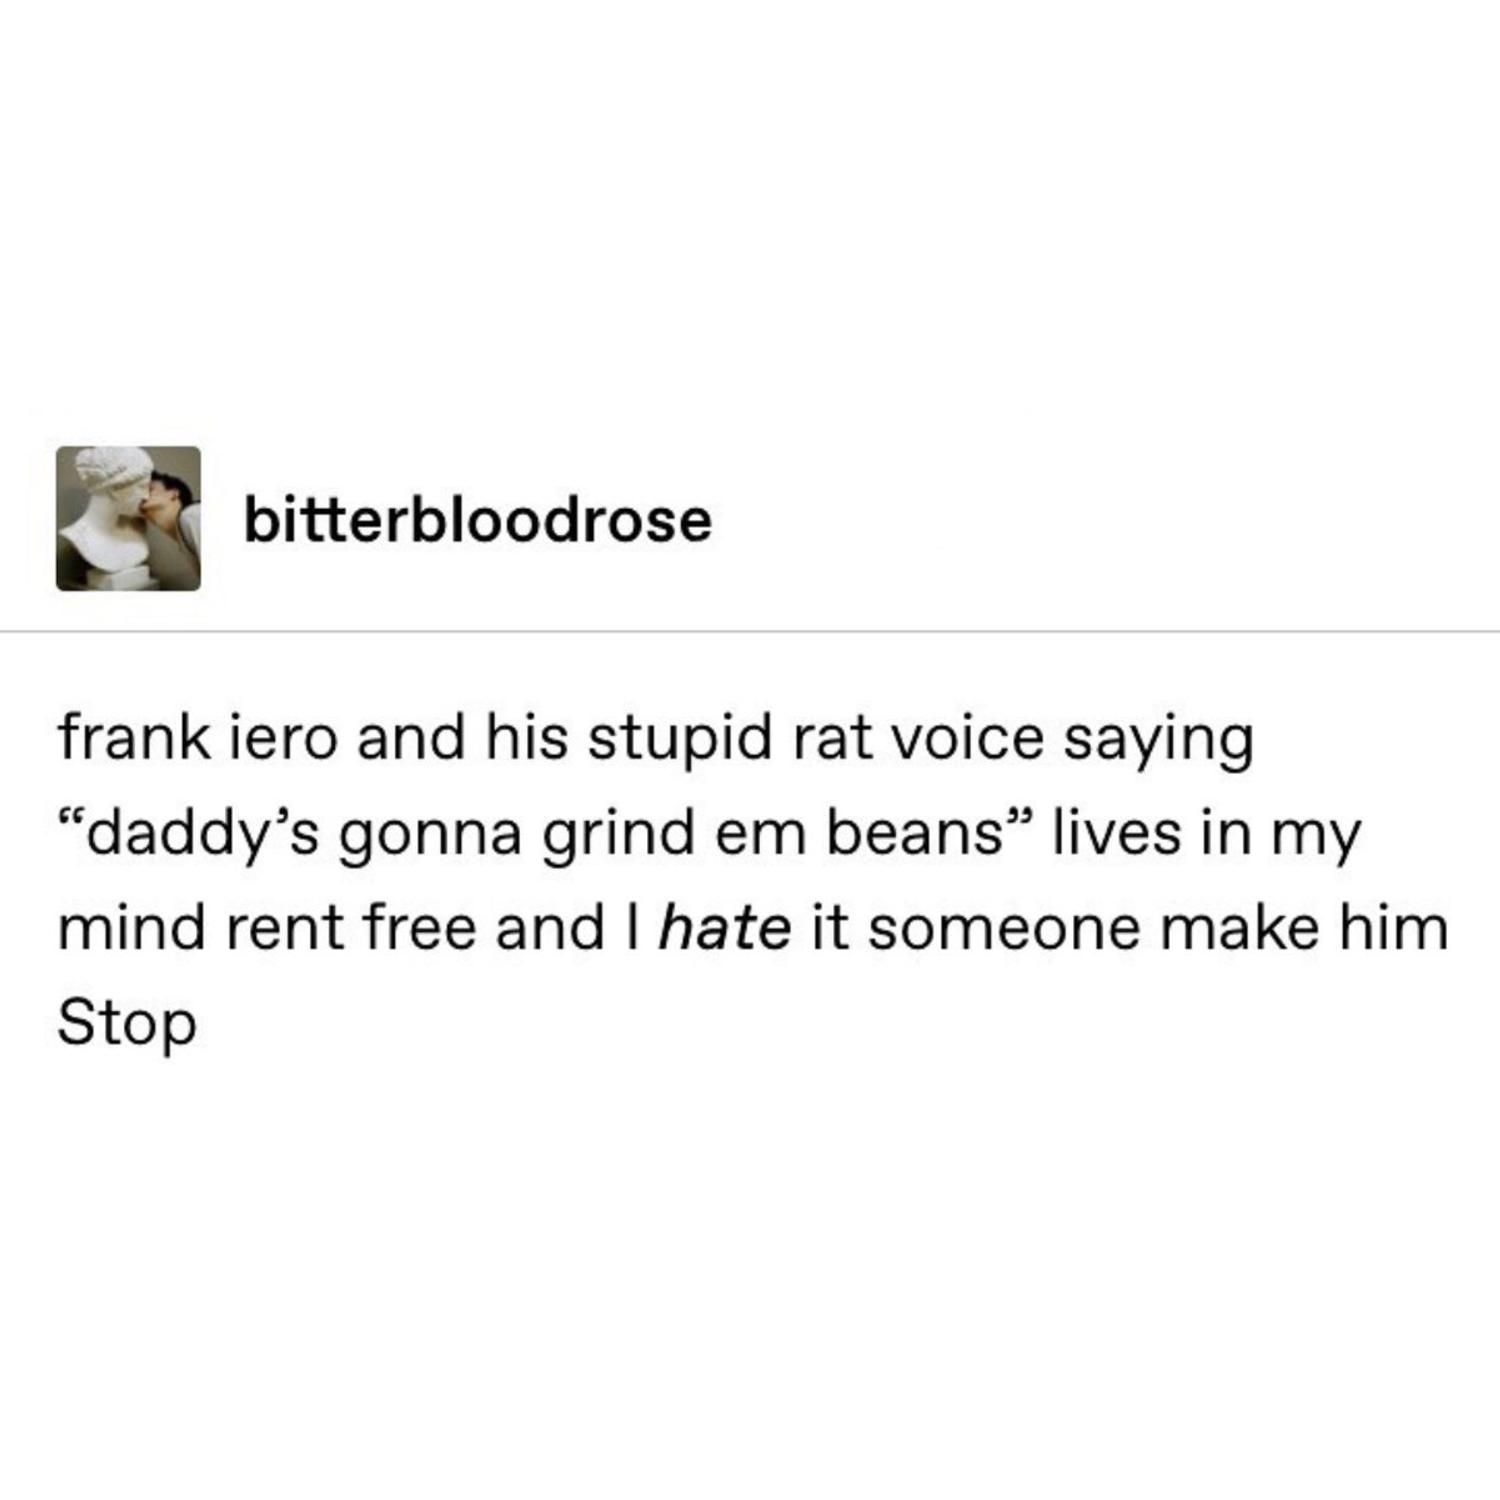 bitterbloodrose
frank iero and his stupid rat voice saying
“daddy’s gonna grind em beans” lives in my
mind rent free and I hate it someone make him
Stop